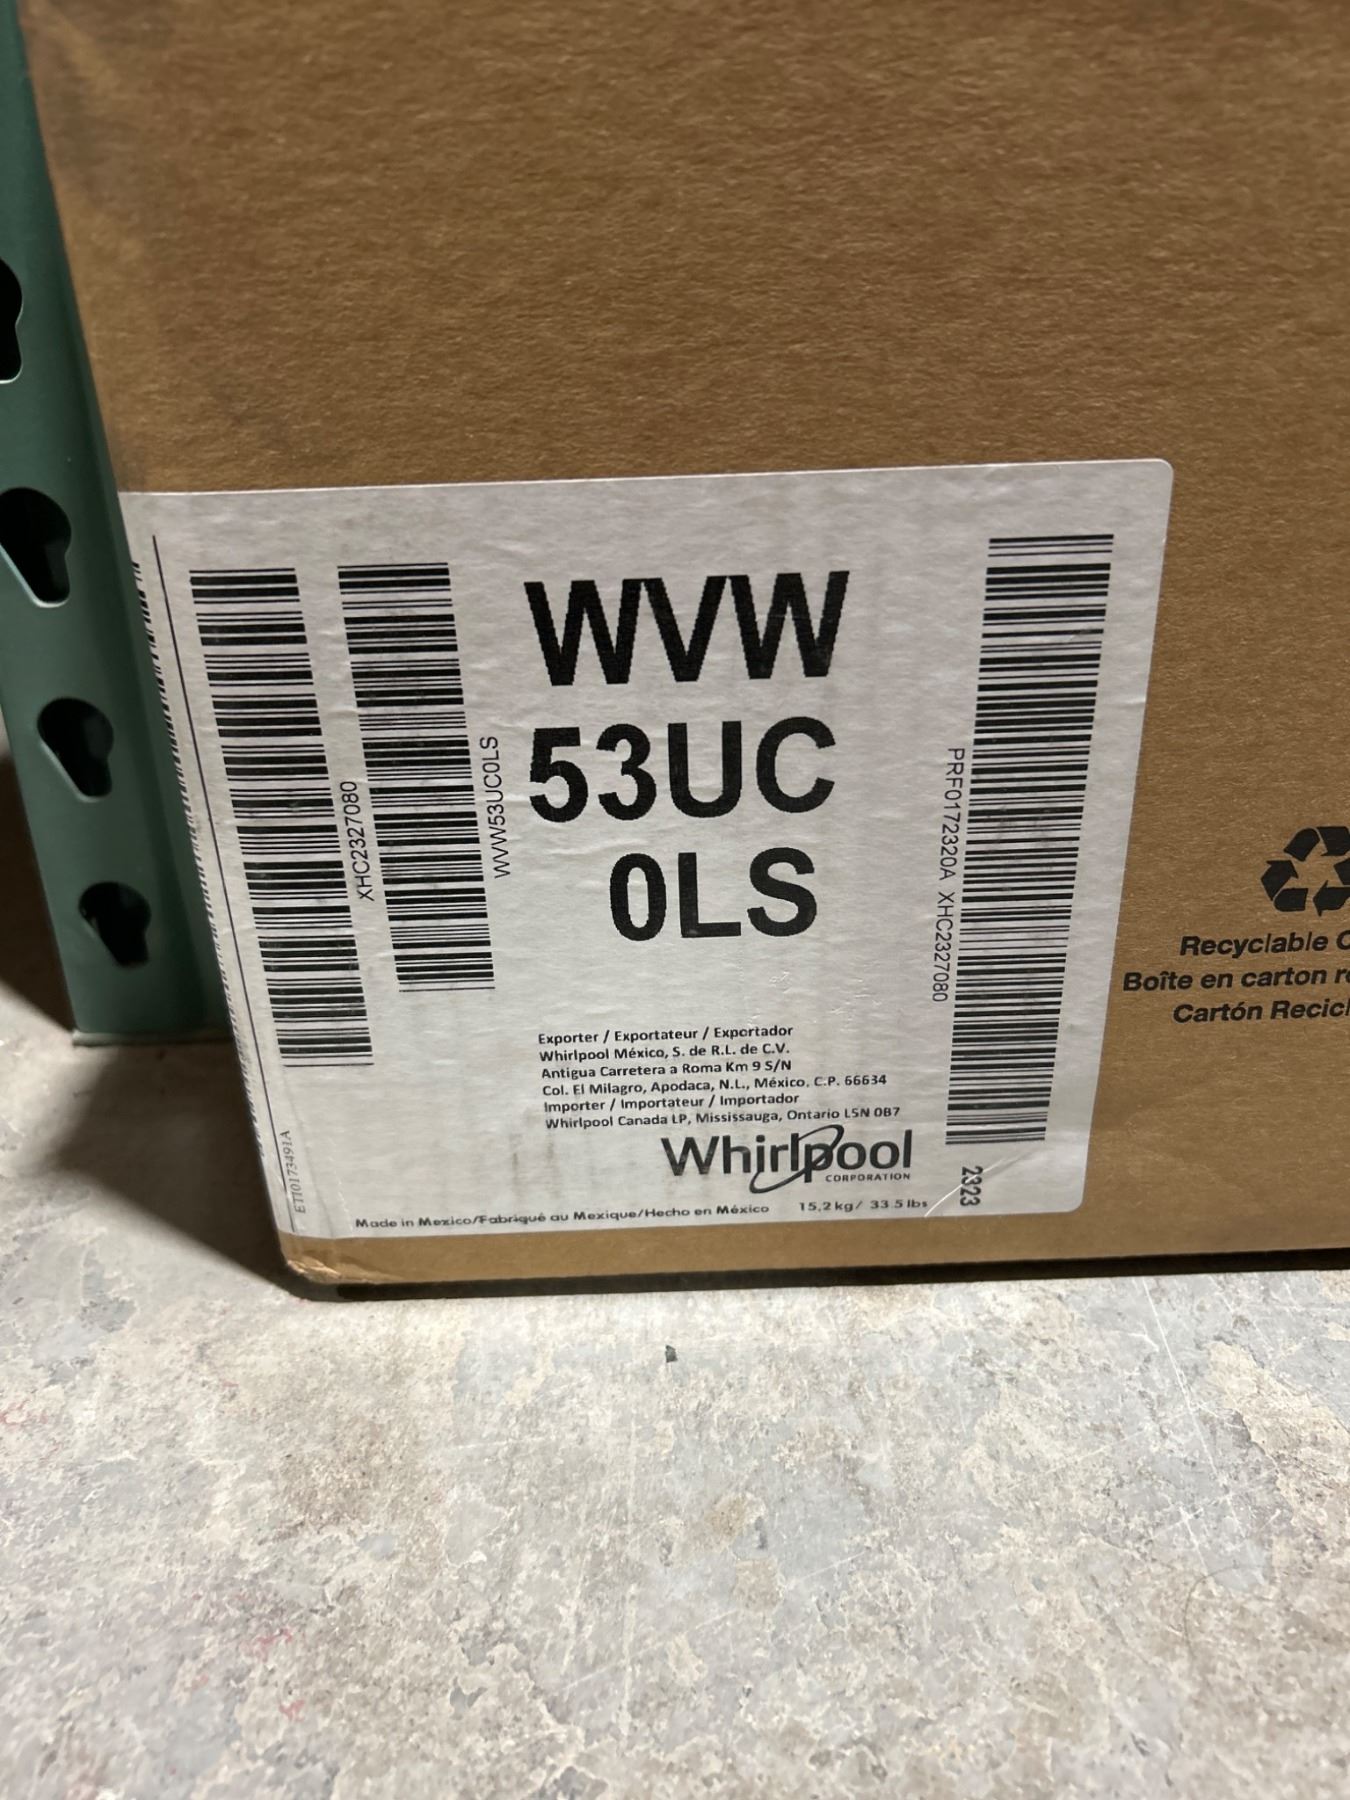 XHC2327080
WVW53UC0LS
WVW
53UC
0LS
PRF0172320A XHC2327080
Exporter / Exportateur / Exportador
Whirlpool México, S. de R.L. de C.V.
Antigua Carretera a Roma Km 9 S/N
Col. El Milagro, Apodaca, N.L., México, C.P. 66634
Importer / Importateur / Importador
Whirlpool Canada LP, Mississauga, Ontario L5N 0B7
Whirlpool
CORPORATION
Made in Mexico/Fabriqué au Mexique/Hecho en México 15,2 kg/ 33.5 lbs
2323
ETI0173491A
Recyclable
Boîte en carton
Cartón